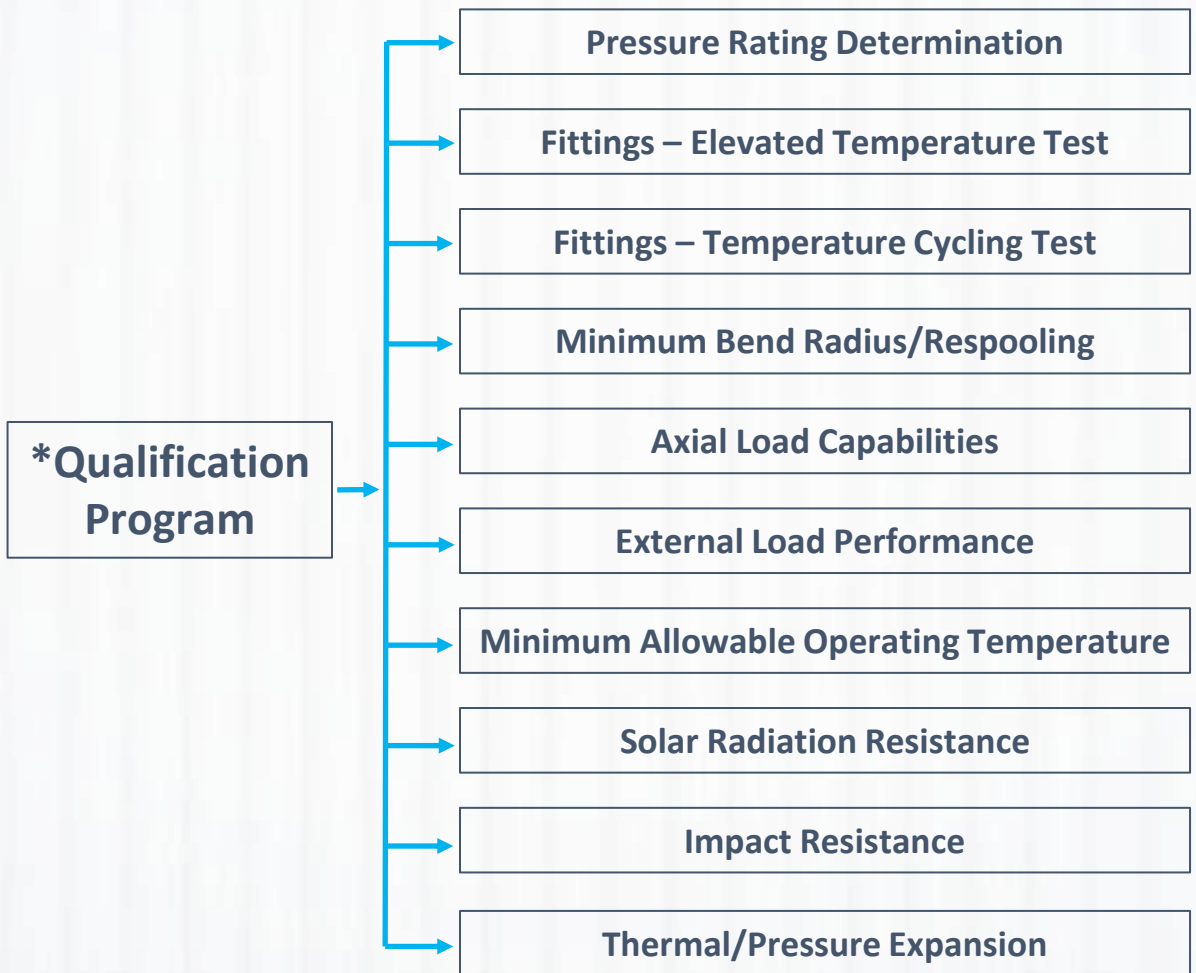 Pressure Rating Determination
Fittings – Elevated Temperature Test
Fittings – Temperature Cycling Test
Minimum Bend Radius/Respooling
Axial Load Capabilities
*Qualification
Program
External Load Performance
Minimum Allowable Operating Temperature
Solar Radiation Resistance
Impact Resistance
Thermal/Pressure Expansion